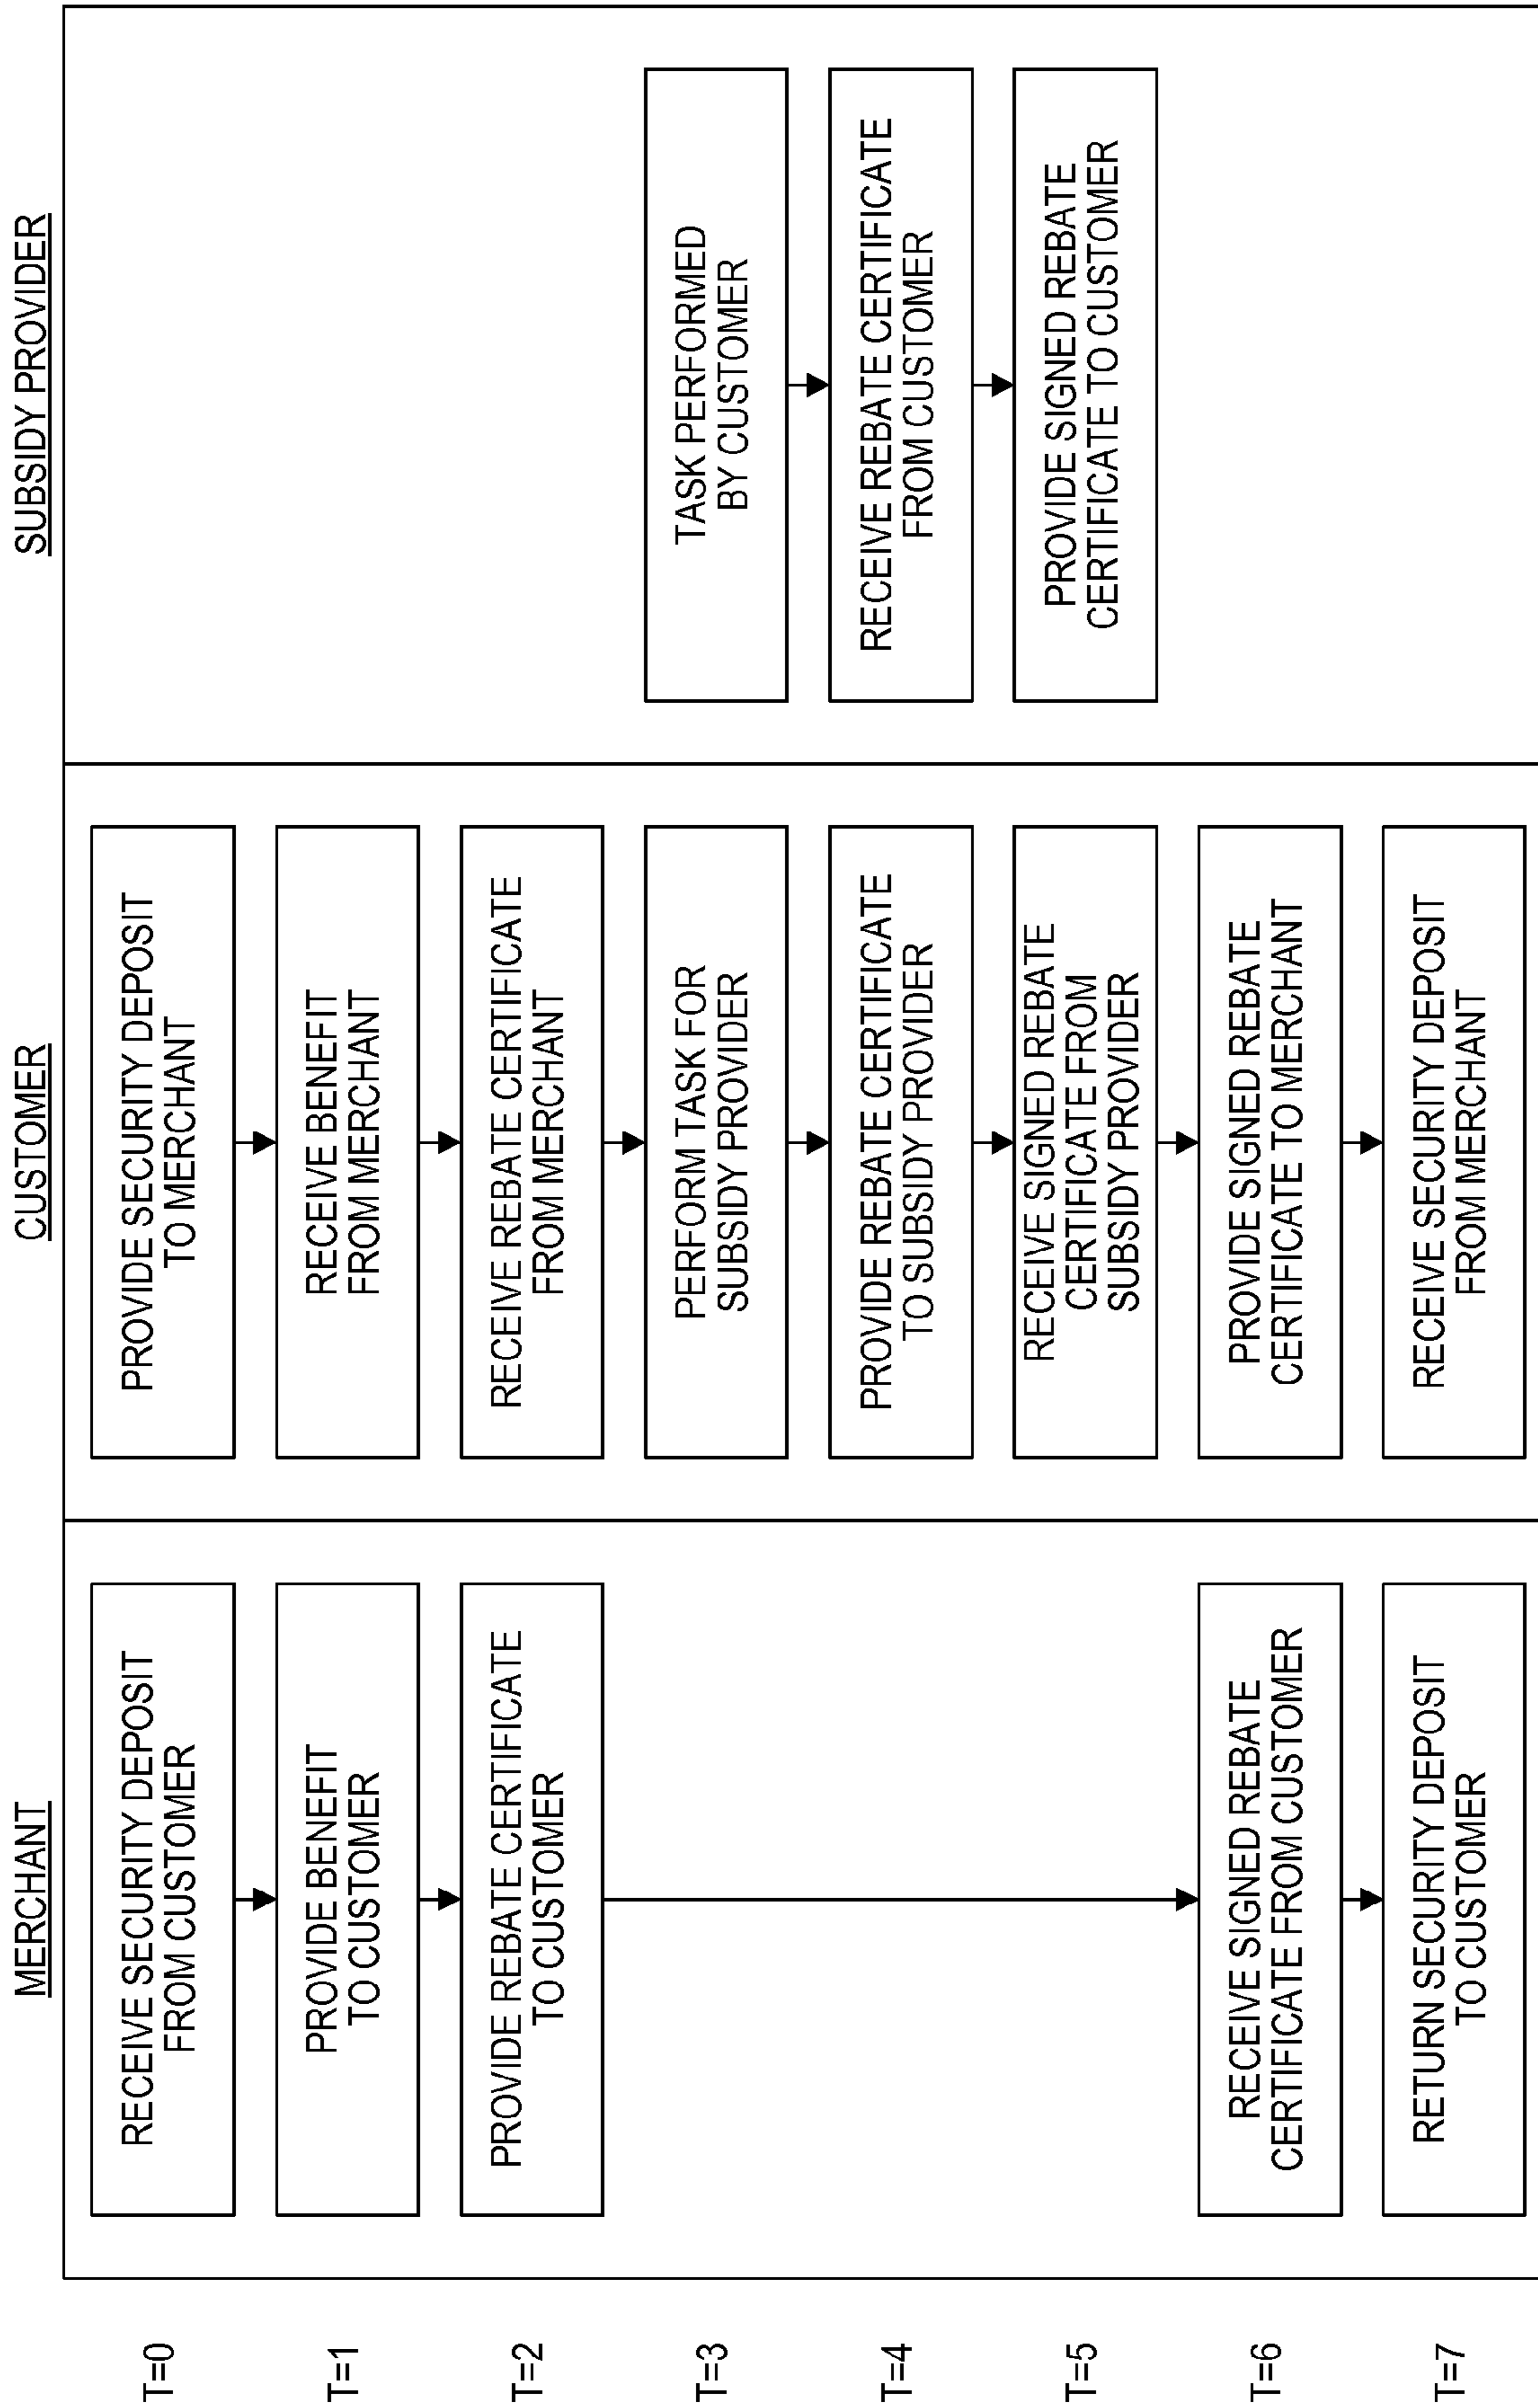 MERCHANT
CUSTOMER
SUBSIDY PROVIDER
T=0
RECEIVE SECURITY DEPOSIT
FROM CUSTOMER
PROVIDE SECURITY DEPOSIT
TO MERCHANT
T=1
PROVIDE BENEFIT
TO CUSTOMER
RECEIVE BENEFIT
FROM MERCHANT
T=2
PROVIDE REBATE CERTIFICATE
TO CUSTOMER
RECEIVE REBATE CERTIFICATE
FROM MERCHANT
T=3
PERFORM TASK FOR
SUBSIDY PROVIDER
TASK PERFORMED
BY CUSTOMER
T=4
PROVIDE REBATE CERTIFICATE
TO SUBSIDY PROVIDER
RECEIVE REBATE CERTIFICATE
FROM CUSTOMER
T=5
RECEIVE SIGNED REBATE
CERTIFICATE FROM
SUBSIDY PROVIDER
PROVIDE SIGNED REBATE
CERTIFICATE TO CUSTOMER
T=6
RECEIVE SIGNED REBATE
CERTIFICATE FROM CUSTOMER
PROVIDE SIGNED REBATE
CERTIFICATE TO MERCHANT
T=7
RETURN SECURITY DEPOSIT
TO CUSTOMER
RECEIVE SECURITY DEPOSIT
FROM MERCHANT